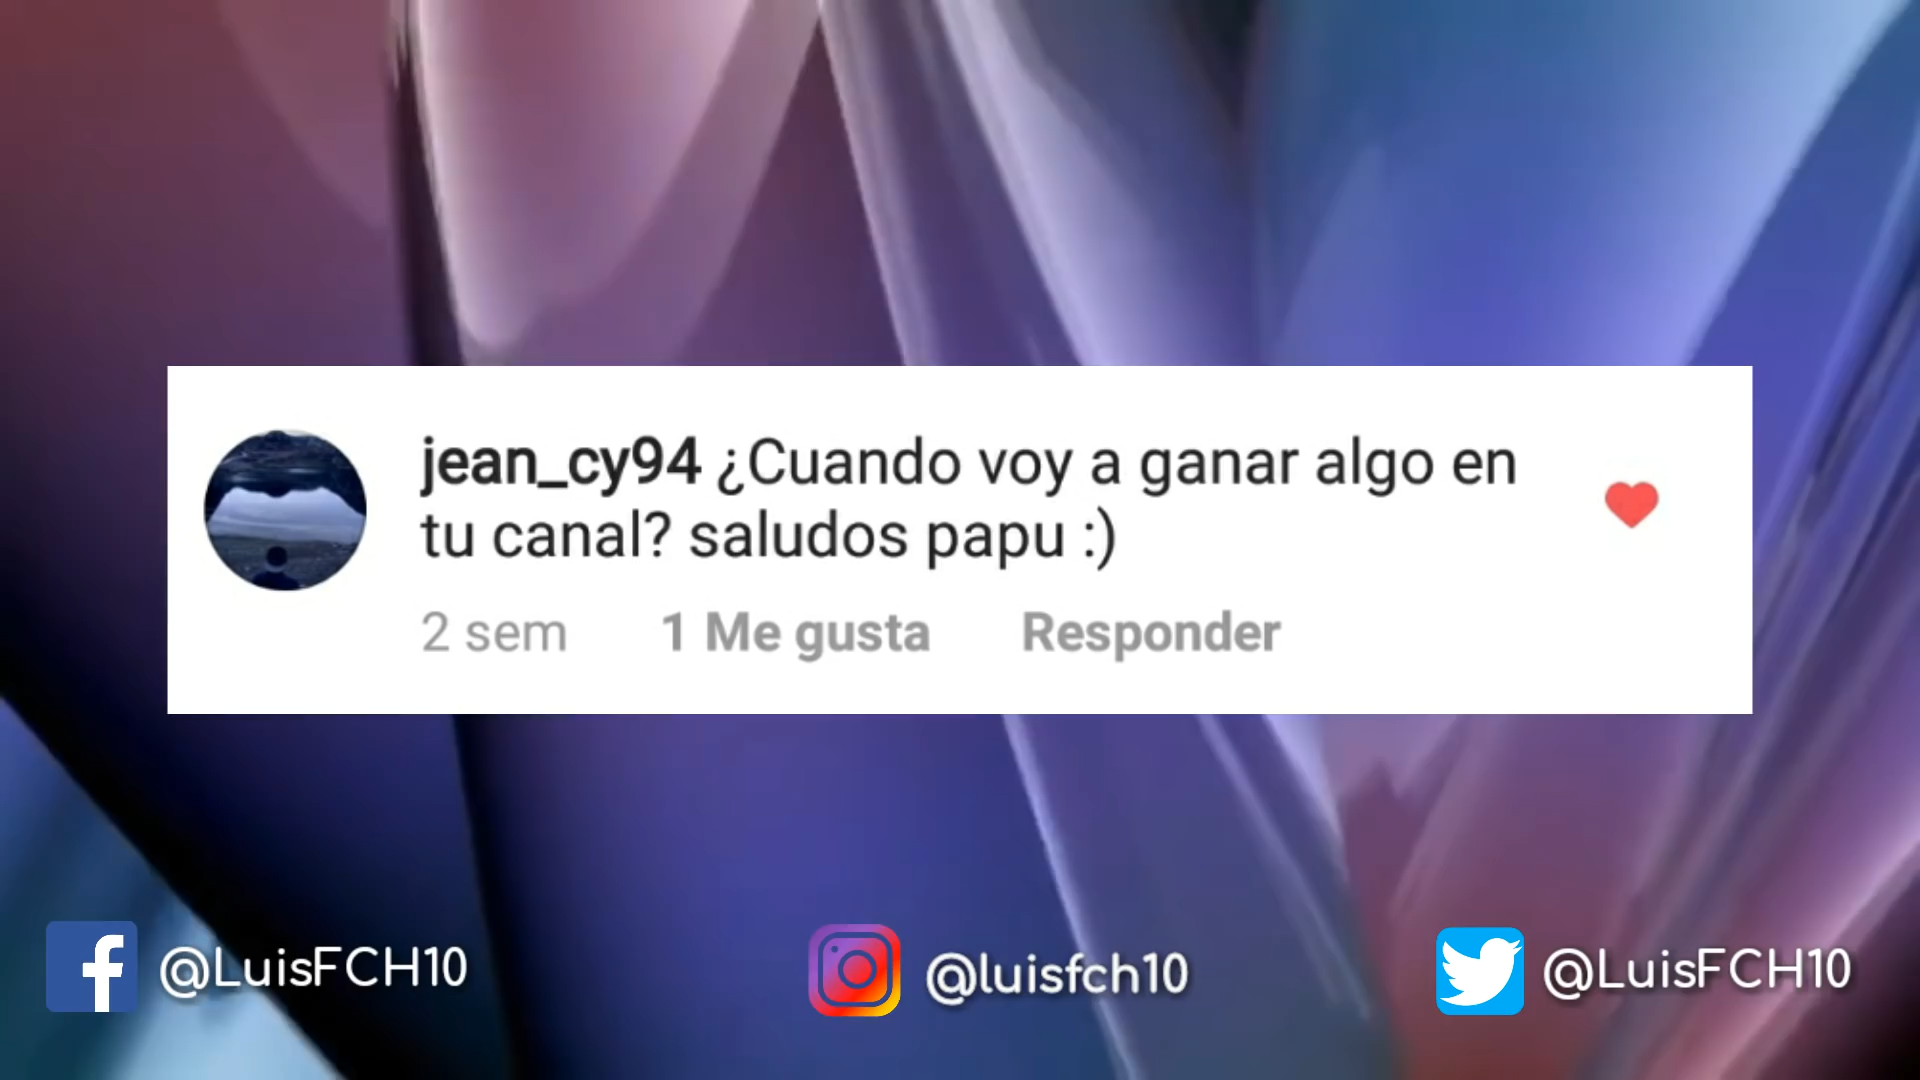 jean_cy94 ¿Cuando voy a ganar algo en
tu canal? saludos papu :)
2 sem 1 Me gusta Responder
@LuisFCH10 @luisfch10 @LuisFCH10